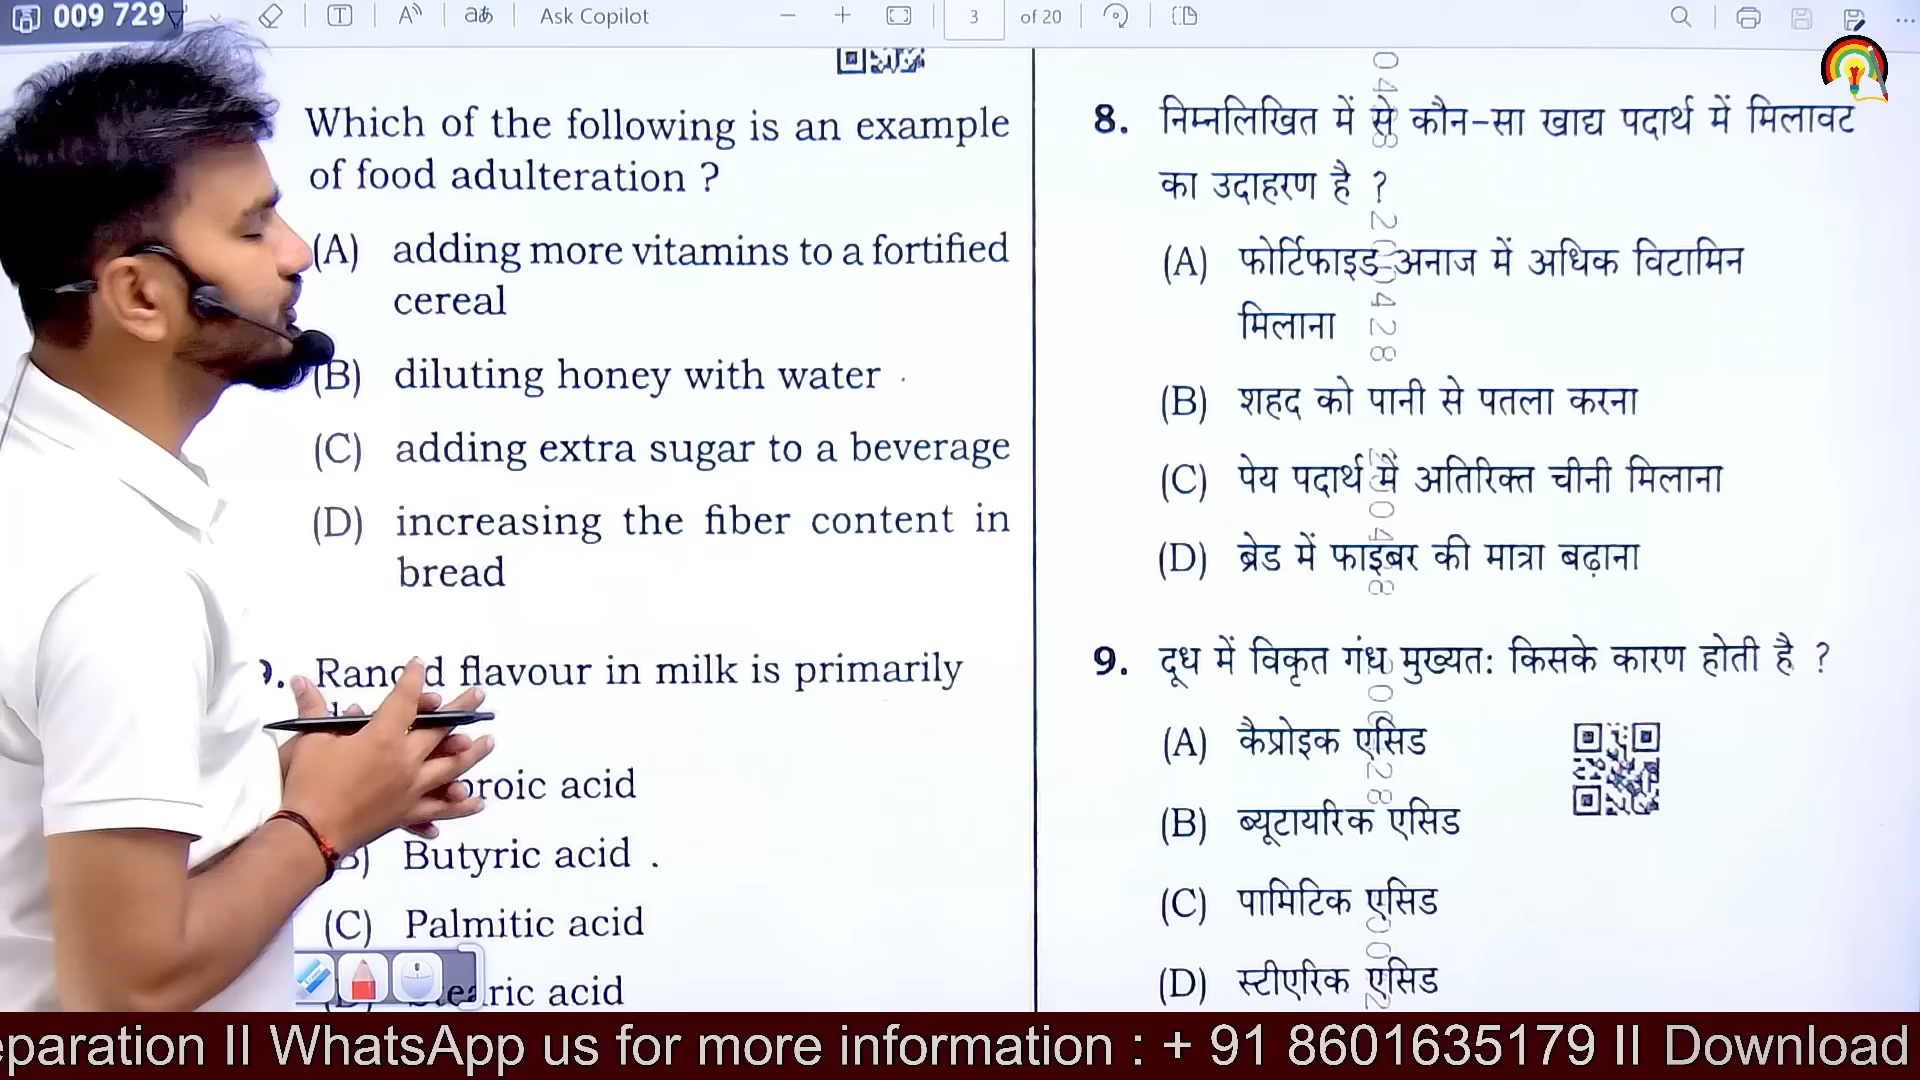 009 729
Ask Copilot
3 of 20
Which of the following is an example
of food adulteration ?
(A) adding more vitamins to a fortified
cereal
(B) diluting honey with water
(C) adding extra sugar to a beverage
(D) increasing the fiber content in
bread
flavour in milk is primarily
acid
Butyric acid
(C) Palmitic acid
acid
8. निम्नलिखित में से कौन-सा खाद्य पदार्थ में मिलावट
का उदाहरण है ?
(A) फोर्टिफाइड अनाज में अधिक विटामिन
मिलाना
(B) शहद को पानी से पतला करना
(C) पेय पदार्थ में अतिरिक्त चीनी मिलाना
(D) ब्रेड में फाइबर की मात्रा बढ़ाना
9. दूध में विकृत गंध मुख्यत: किसके कारण होती है ?
(A) कैप्रोइक एसिड
(B) ब्यूटायरिक एसिड
(C) पामिटिक एसिड
(D) स्टीएरिक एसिड
II WhatsApp us for more information : + 91 8601635179 II Download